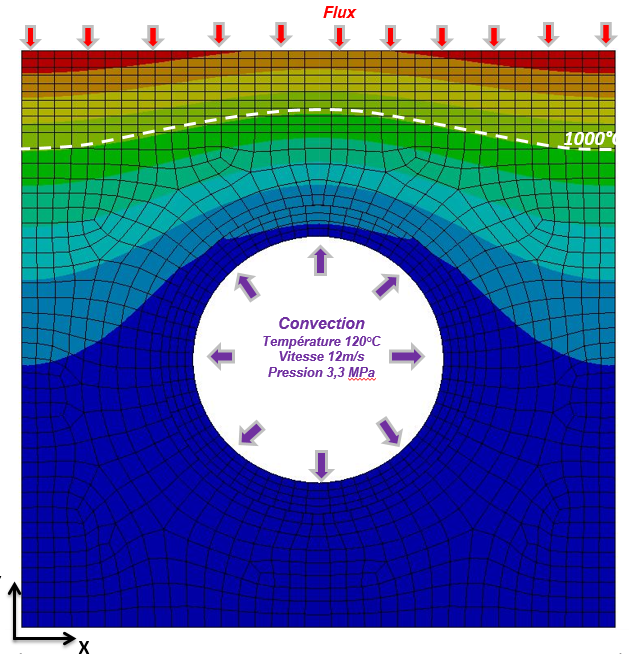 Flux
1000°C
Convection
Température 120°C
Vitesse 12m/s
Pression 3,3 MPa
X